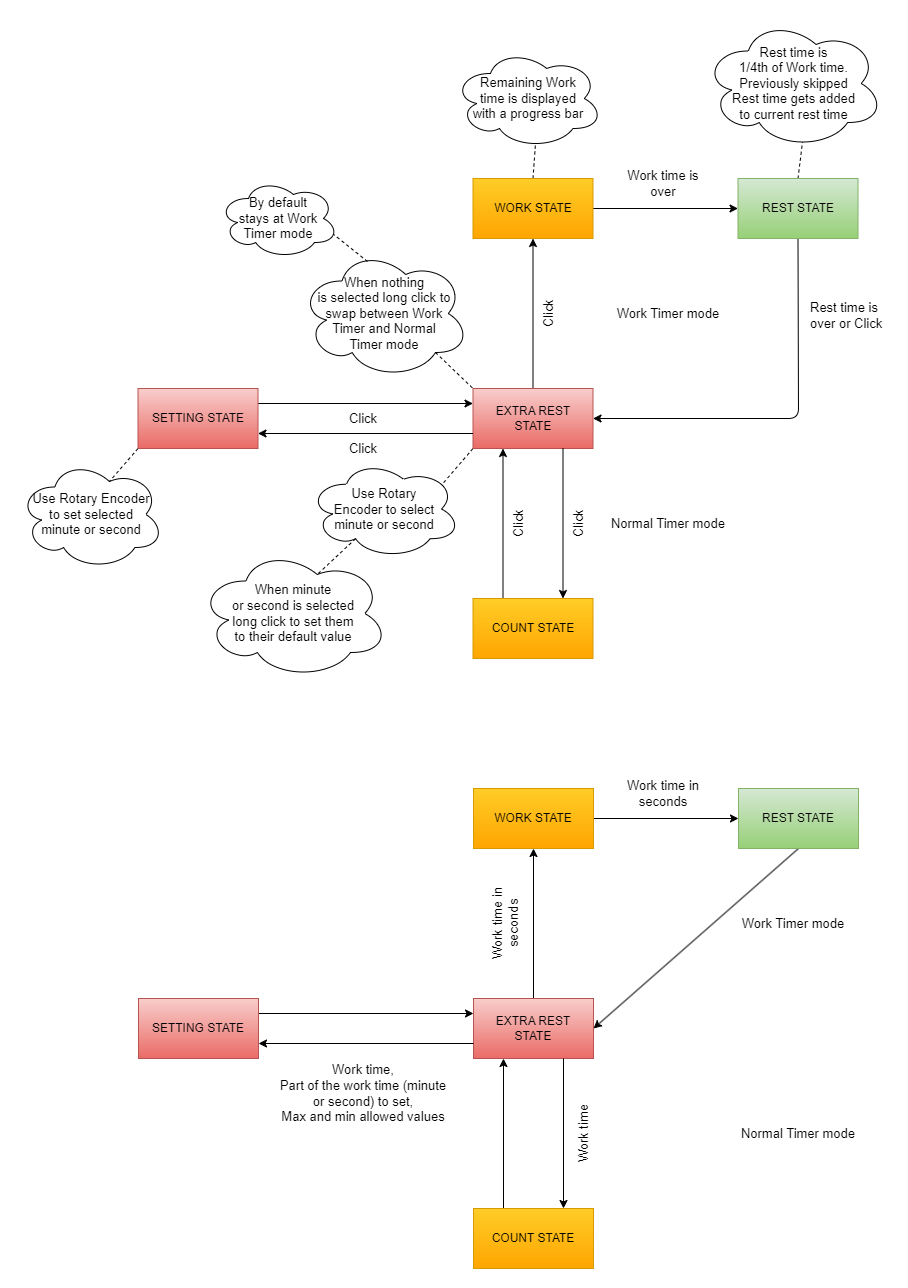 Rest time is
1/4th of Work time.
Previously skipped
Rest time gets added
to current rest time
Remaining Work
time is displayed
with a progress bar
Work time is
over
WORK STATE
REST STATE
By default
stays at Work
Timer mode
When nothing
is selected long click to
swap between Work
Timer and Normal
Timer mode
Click
Work Timer mode
Rest time is
over or Click
SETTING STATE
Click
EXTRA REST
STATE
Click
Use Rotary Encoder
to set selected
minute or second
Use Rotary
Encoder to select
minute or second
Click
Click
Normal Timer mode
When minute
or second is selected
long click to set them
to their default value
COUNT STATE
Work time in
seconds
WORK STATE
REST STATE
Work time in
seconds
Work Timer mode
SETTING STATE
EXTRA REST
STATE
Work time,
Part of the work time (minute
or second) to set,
Max and min allowed values
Work time
Normal Timer mode
COUNT STATE